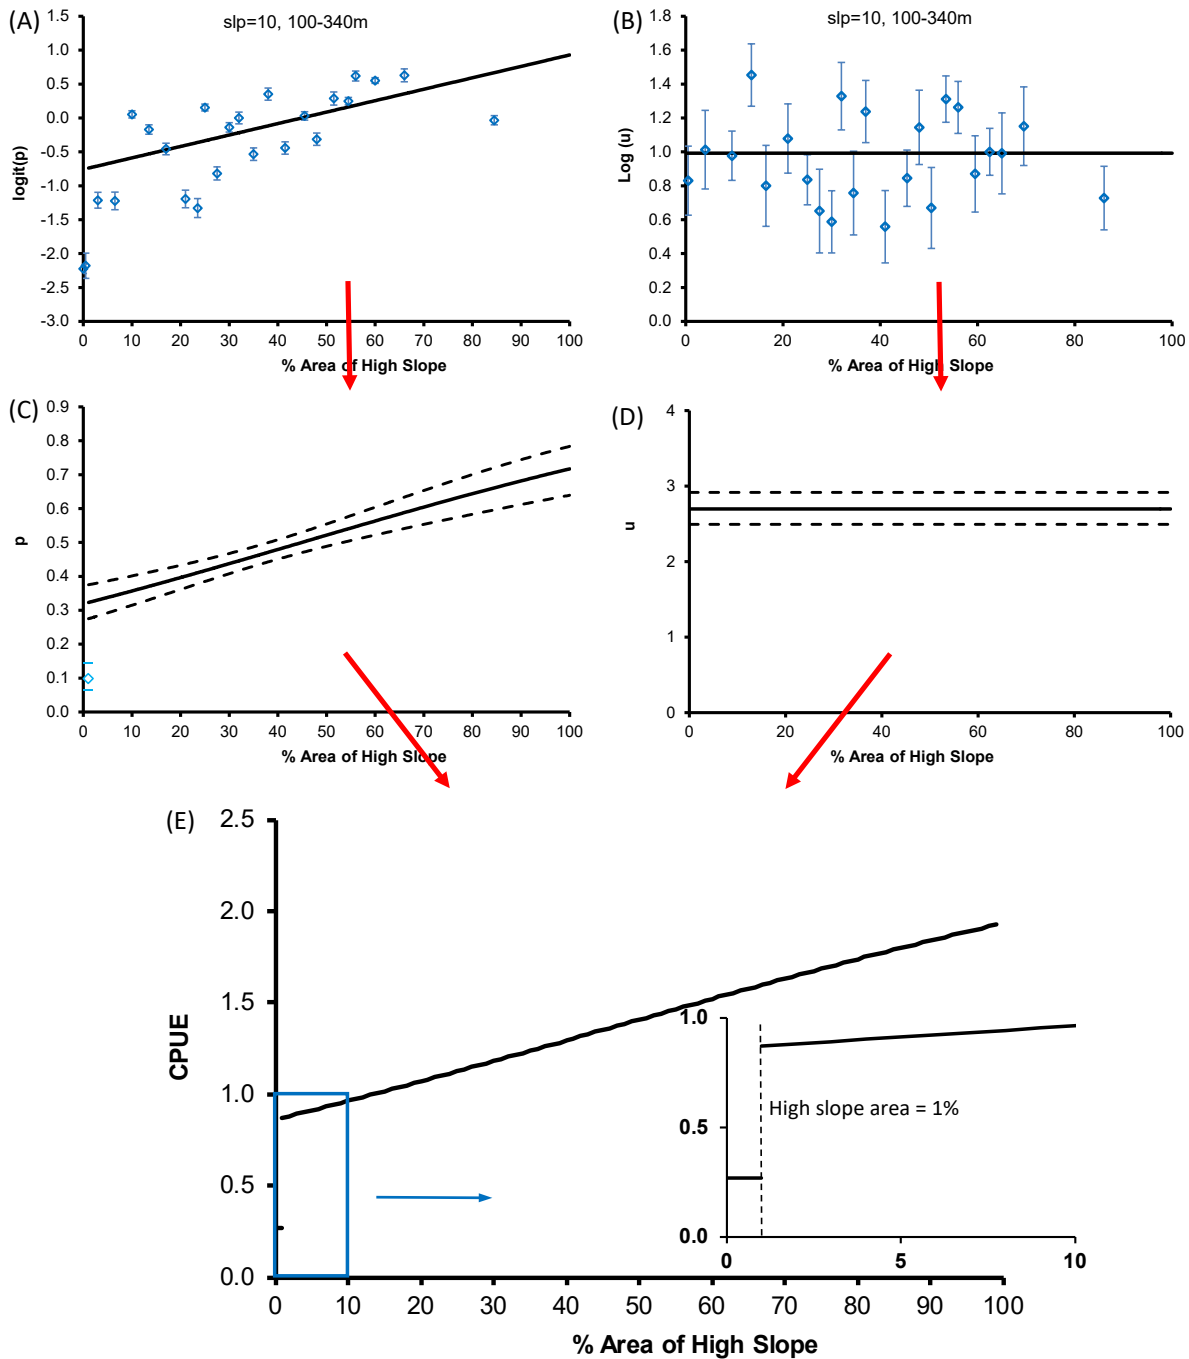 (A)
slp=10, 100-340m
1.5
1.0
0.5
0.0
-0.5
-1.0
-1.5
-2.0
-2.5
-3.0
logit(p)
0 10 20 30 40 50 60 70 80 90 100
% Area of High Slope
(B)
slp=10, 100-340m
1.8
1.6
1.4
1.2
1.0
0.8
0.6
0.4
0.2
0.0
Log (u)
0 20 40 60 80 100
% Area of High Slope
(C)
0.9
0.8
0.7
0.6
0.5
0.4
0.3
0.2
0.1
0.0
p
0 10 20 30 40 50 60 70 80 90 100
% Area of High Slope
(D)
4
3
2
1
0
u
0 20 40 60 80 100
% Area of High Slope
(E)
2.5
2.0
1.5
1.0
0.5
0.0
CPUE
0 10 20 30 40 50 60 70 80 90 100
% Area of High Slope
1.0
0.5
0.0
High slope area = 1%
0 5 10